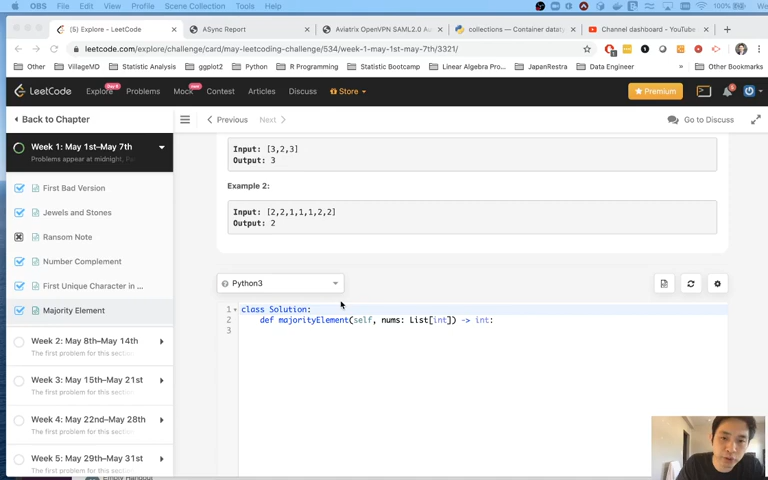 OBS File Edit View Profile Scene Collection Tools Help 100%
(5) Explore - LeetCode ASync Report Aviatrix OpenVPN SAML2.0 A collections — Container dataty Channel dashboard - YouTube
leetcode.com/explore/challenge/card/may-leetcoding-challenge/534/week-1-may-1st-may-7th/3321/
Other VillageMD Statistic Analysis ggplot2 Python R Programming Statistic Bootcamp Linear Algebra Pro... JapanRestra Data Engineer Other Bookmarks
LeetCode Explore Day 6 Problems Mock Contest Articles Discuss Store Premium
Back to Chapter Previous Next Go to Discuss
Week 1: May 1st–May 7th
Problems appear at midnight,
First Bad Version
Jewels and Stones
Ransom Note
Number Complement
First Unique Character in ...
Majority Element
Week 2: May 8th–May 14th
The first problem for this
Week 3: May 15th–May 21st
The first problem for this
Week 4: May 22nd–May 28th
The first problem for this
Week 5: May 29th–May 31st
The first problem for this
Input: [3,2,3]
Output: 3
Example 2:
Input: [2,2,1,1,1,2,2]
Output: 2
Python3
1 class Solution:
2 def majorityElement(self, nums: List[int]) -> int:
3